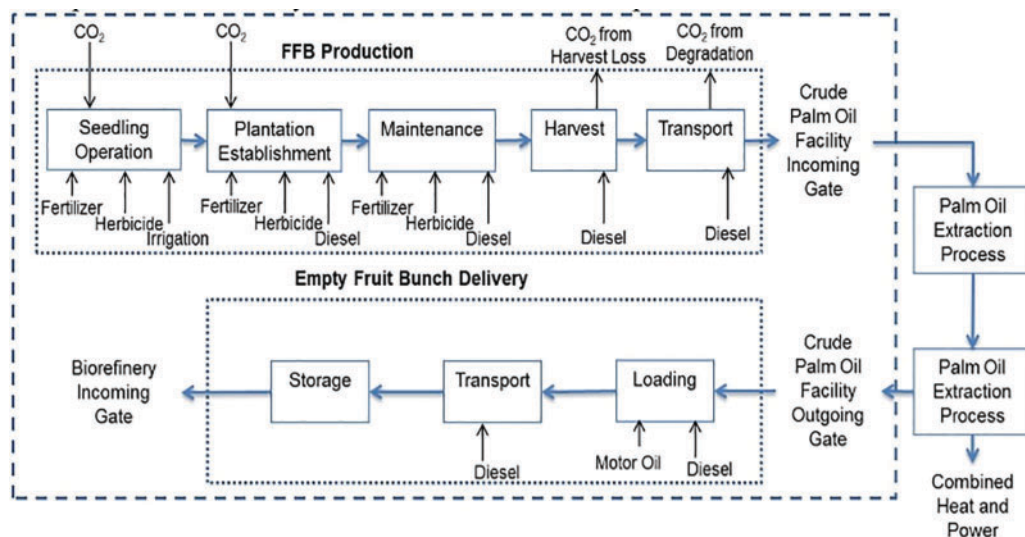 CO2
CO2
FFB Production
CO2 from
Harvest Loss
CO2 from
Degradation
Seedling
Operation
Plantation
Establishment
Maintenance
Harvest
Transport
Crude
Palm Oil
Facility
Incoming
Gate
Fertilizer
Herbicide
Irrigation
Fertilizer
Herbicide
Diesel
Fertilizer
Herbicide
Diesel
Diesel
Diesel
Palm Oil
Extraction
Process
Empty Fruit Bunch Delivery
Biorefinery
Incoming
Gate
Storage
Transport
Loading
Crude
Palm Oil
Facility
Outgoing
Gate
Palm Oil
Extraction
Process
Diesel
Motor Oil
Diesel
Combined
Heat and
Power